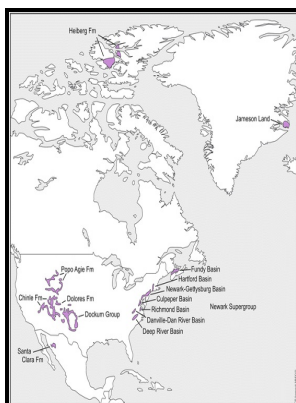 Heiberg Fm
Jameson Land
Fundy Basin
Hartford Basin
Newark-Gettysburg Basin
Culpeper Basin
Newark Supergroup
Richmond Basin
Danville-Dan River Basin
Deep River Basin
Popo Agie Fm
Chinle Fm
Dolores Fm
Dockum Group
Santa
Clara Fm